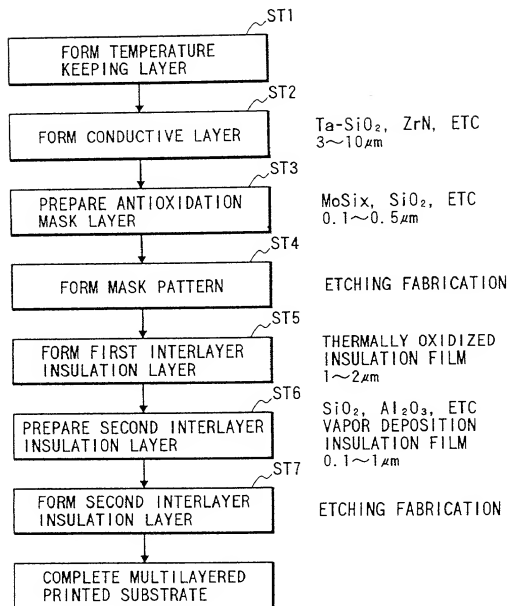 ST1
FORM TEMPERATURE
KEEPING LAYER
ST2
FORM CONDUCTIVE LAYER
Ta-SiO₂, ZrN, ETC
3~10μm
ST3
PREPARE ANTIOXIDATION
MASK LAYER
MoSix, SiO₂, ETC
0.1~0.5μm
ST4
FORM MASK PATTERN
ETCHING FABRICATION
ST5
FORM FIRST INTERLAYER
INSULATION LAYER
THERMALLY OXIDIZED
INSULATION FILM
1~2μm
ST6
PREPARE SECOND INTERLAYER
INSULATION LAYER
SiO₂, Al₂O₃, ETC
VAPOR DEPOSITION
INSULATION FILM
0.1~1μm
ST7
FORM SECOND INTERLAYER
INSULATION LAYER
ETCHING FABRICATION
COMPLETE MULTILAYERED
PRINTED SUBSTRATE